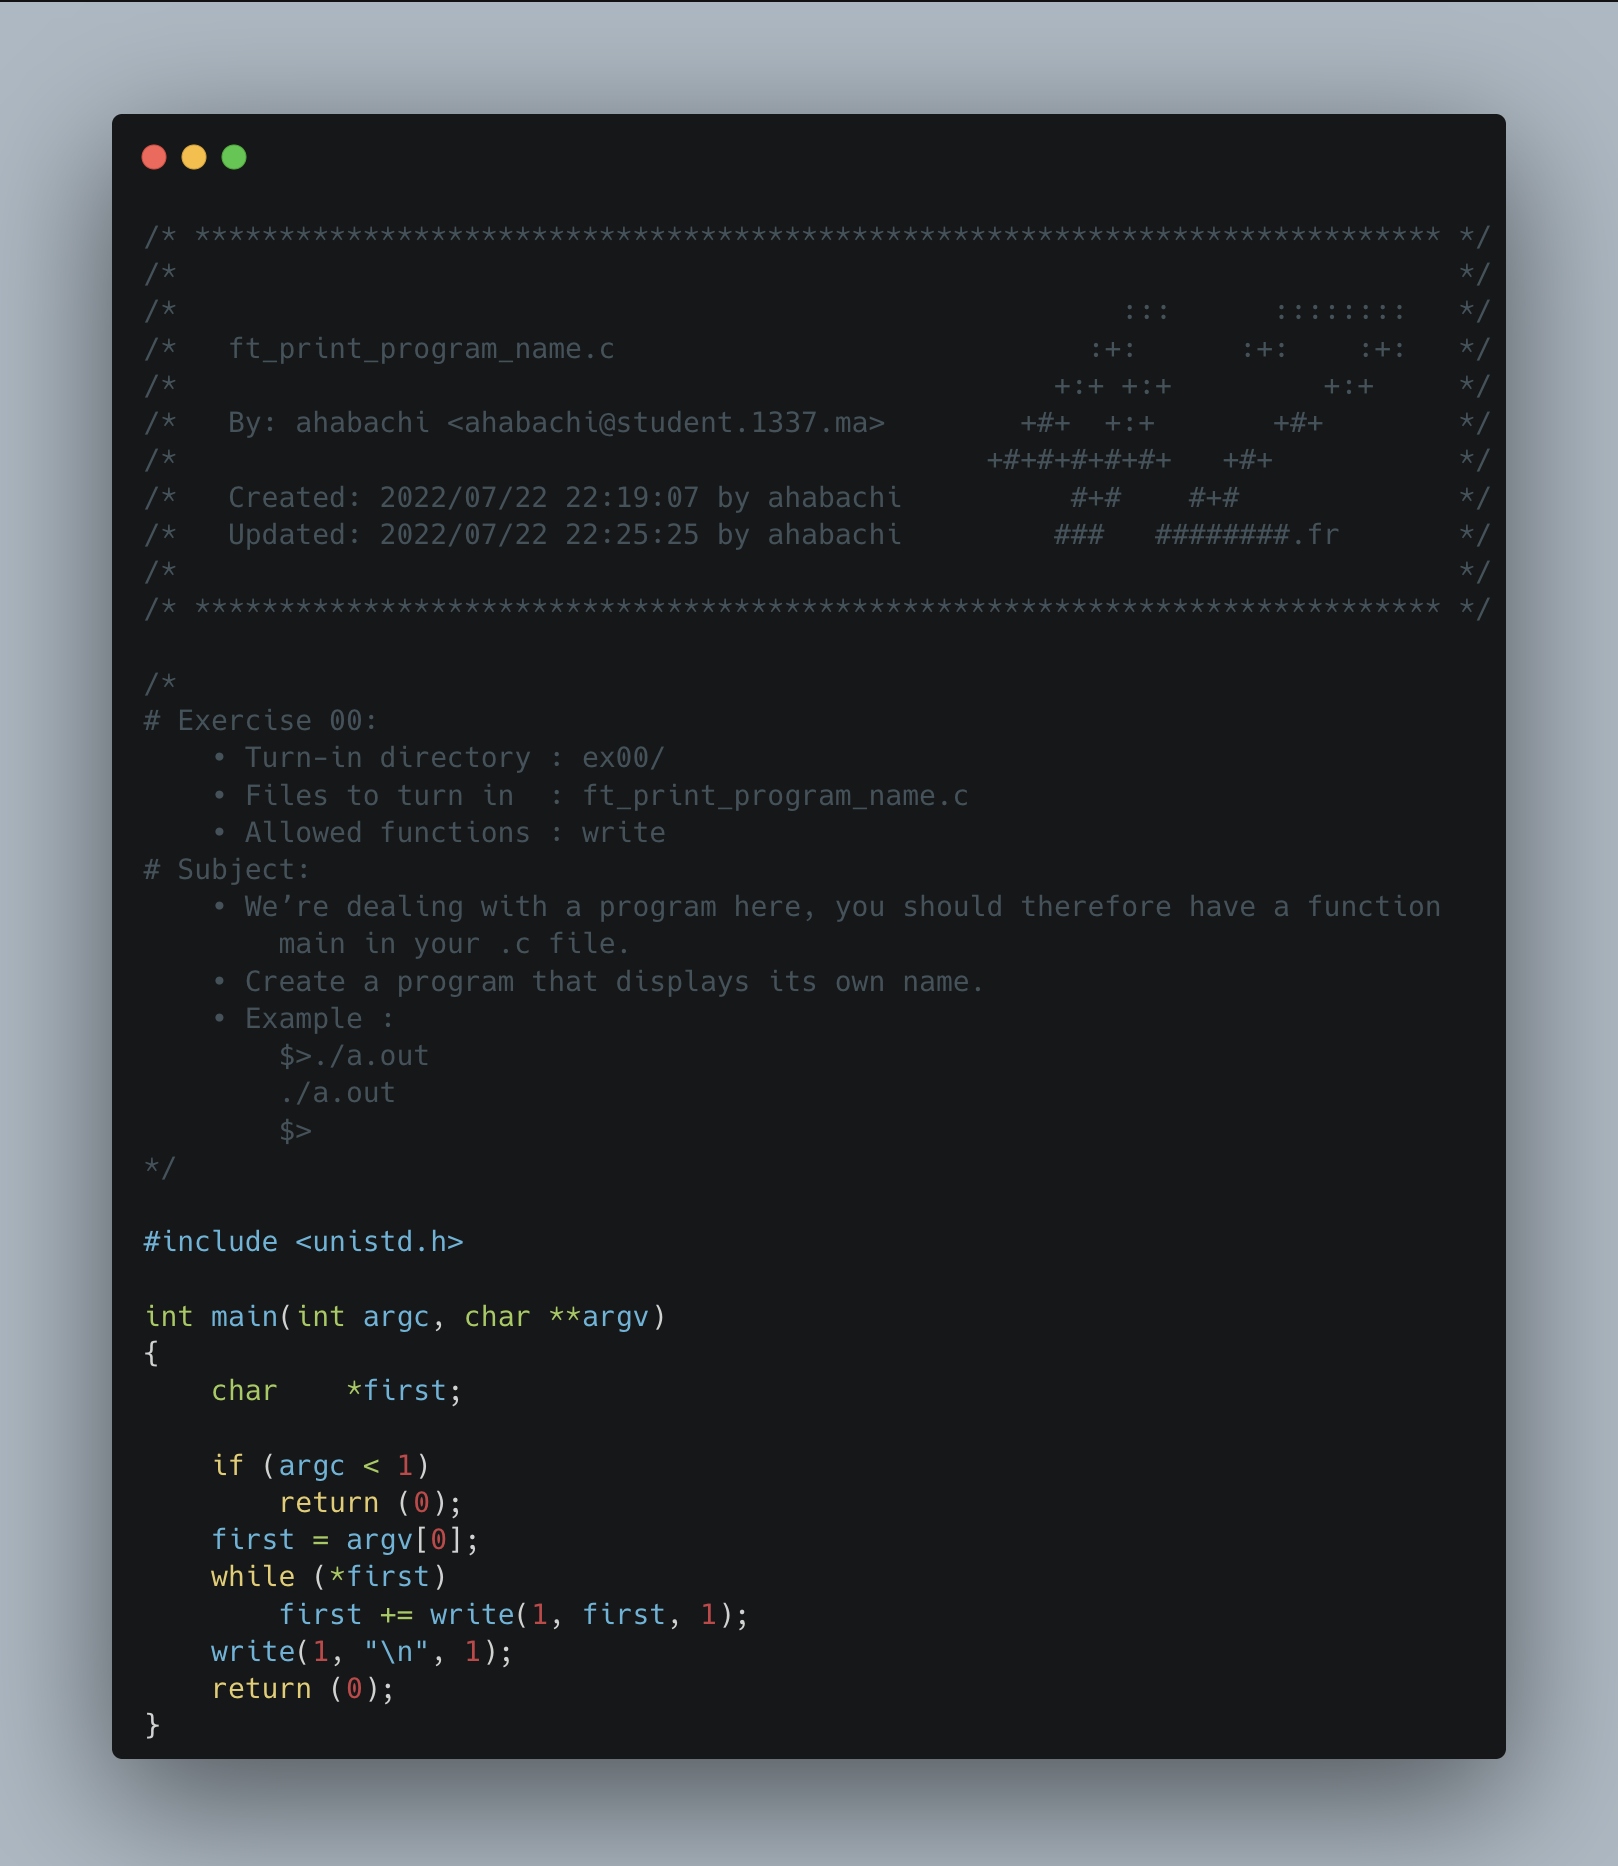 /* ************************************************************************** */
/*                                                                            */
/*                                                        :::      ::::::::   */
/*   ft_print_program_name.c                            :+:      :+:    :+:   */
/*                                                    +:+ +:+         +:+     */
/*   By: ahabachi <ahabachi@student.1337.ma>        +#+  +:+       +#+        */
/*                                                +#+#+#+#+#+   +#+           */
/*   Created: 2022/07/22 22:19:07 by ahabachi          #+#    #+#             */
/*   Updated: 2022/07/22 22:25:25 by ahabachi         ###   ########.fr       */
/*                                                                            */
/* ************************************************************************** */
/*
# Exercise 00:
    • Turn-in directory : ex00/
    • Files to turn in  : ft_print_program_name.c
    • Allowed functions : write
# Subject:
    • We’re dealing with a program here, you should therefore have a function
        main in your .c file.
    • Create a program that displays its own name.
    • Example :
        $>./a.out
        ./a.out
        $>
*/
#include <unistd.h>
int main(int argc, char **argv)
{
    char    *first;
    if (argc < 1)
        return (0);
    first = argv[0];
    while (*first)
        first += write(1, first, 1);
    write(1, "\n", 1);
    return (0);
}